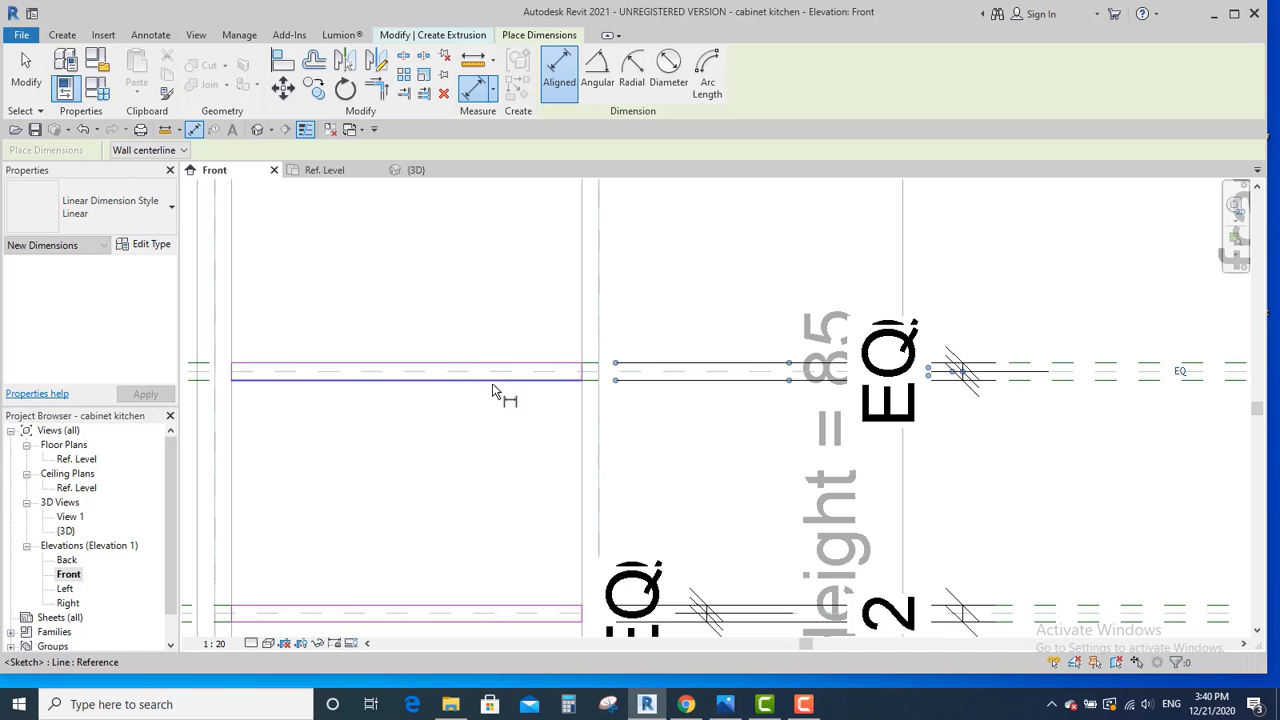 Autodesk Revit 2021 - UNREGISTERED VERSION - cabinet kitchen - Elevation: Front
Sign In
File Create Insert Annotate View Manage Add-Ins Lumion® Modify | Create Extrusion Place Dimensions
Modify Paste Cut Join Aligned Angular Radial Diameter Arc Length
Select Properties Clipboard Geometry Modify Measure Create Dimension
Place Dimensions Wall centerline
Properties
Front Ref. Level {3D}
Linear Dimension Style
Linear
New Dimensions Edit Type
Properties help Apply
Project Browser - cabinet kitchen
Views (all)
Floor Plans
Ref. Level
Ceiling Plans
Ref. Level
3D Views
View 1
{3D}
Elevations (Elevation 1)
Back
Front
Left
Right
Sheets (all)
Families
Groups
EQ
EQ
EQ
EQ
EQ
2
eight = 85
fr
1 : 20
Activate Windows
Go to Settings to activate Windows.
<Sketch> : Line : Reference
:0
Type here to search
ENG
3:40 PM
12/21/2020
3